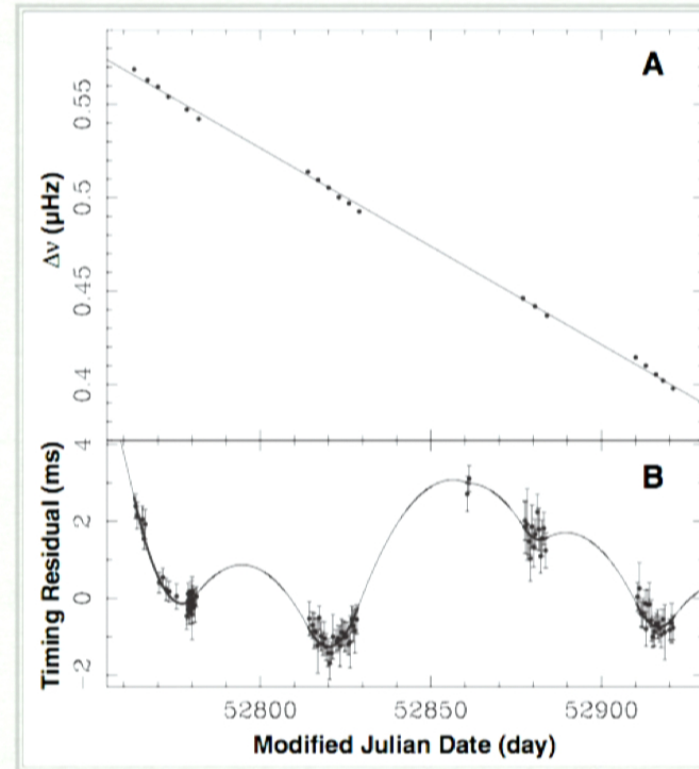 A
Δν (μHz)
0.55
0.5
0.45
0.4
B
Timing Residual (ms)
4
2
0
−2
52800 52850 52900
Modified Julian Date (day)